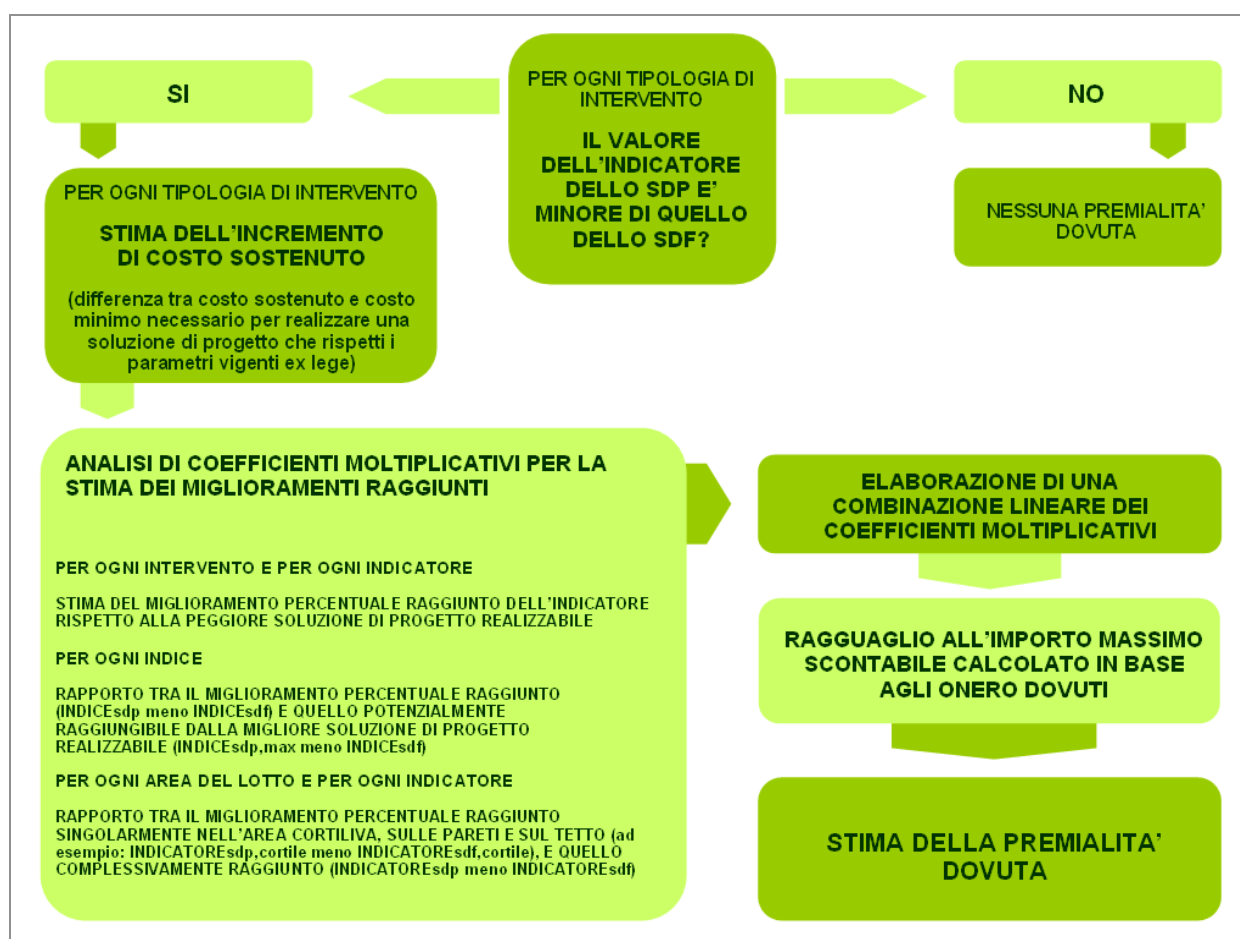 SI
PER OGNI TIPOLOGIA DI
INTERVENTO
IL VALORE
DELL'INDICATORE
DELLO SDP E'
MINORE DI QUELLO
DELLO SDF?
NO
NESSUNA PREMIALITA'
DOVUTA
PER OGNI TIPOLOGIA DI INTERVENTO
STIMA DELL'INCREMENTO
DI COSTO SOSTENUTO
(differenza tra costo sostenuto e costo
minimo necessario per realizzare una
soluzione di progetto che rispetti i
parametri vigenti ex lege)
ANALISI DI COEFFICIENTI MOLTIPLICATIVI PER LA
STIMA DEI MIGLIORAMENTI RAGGIUNTI
PER OGNI INTERVENTO E PER OGNI INDICATORE
STIMA DEL MIGLIORAMENTO PERCENTUALE RAGGIUNTO DELL'INDICATORE
RISPETTO ALLA PEGGIORE SOLUZIONE DI PROGETTO REALIZZABILE
PER OGNI INDICE
RAPPORTO TRA IL MIGLIORAMENTO PERCENTUALE RAGGIUNTO
(INDICEsdp meno INDICEsdf) E QUELLO POTENZIALMENTE
RAGGIUNGIBILE DALLA MIGLIORE SOLUZIONE DI PROGETTO
REALIZZABILE (INDICEsdp,max meno INDICEsdf)
PER OGNI AREA DEL LOTTO E PER OGNI INDICATORE
RAPPORTO TRA IL MIGLIORAMENTO PERCENTUALE RAGGIUNTO
SINGOLARMENTE NELL'AREA CORTILIVA, SULLE PARETI E SUL TETTO (ad
esempio: INDICATOREsdp,cortile meno INDICATOREsdf,cortile), E QUELLO
COMPLESSIVAMENTE RAGGIUNTO (INDICATOREsdp meno INDICATOREsdf)
ELABORAZIONE DI UNA
COMBINAZIONE LINEARE DEI
COEFFICIENTI MOLTIPLICATIVI
RAGGUAGLIO ALL'IMPORTO MASSIMO
SCONTABILE CALCOLATO IN BASE
AGLI ONERO DOVUTI
STIMA DELLA PREMIALITA'
DOVUTA